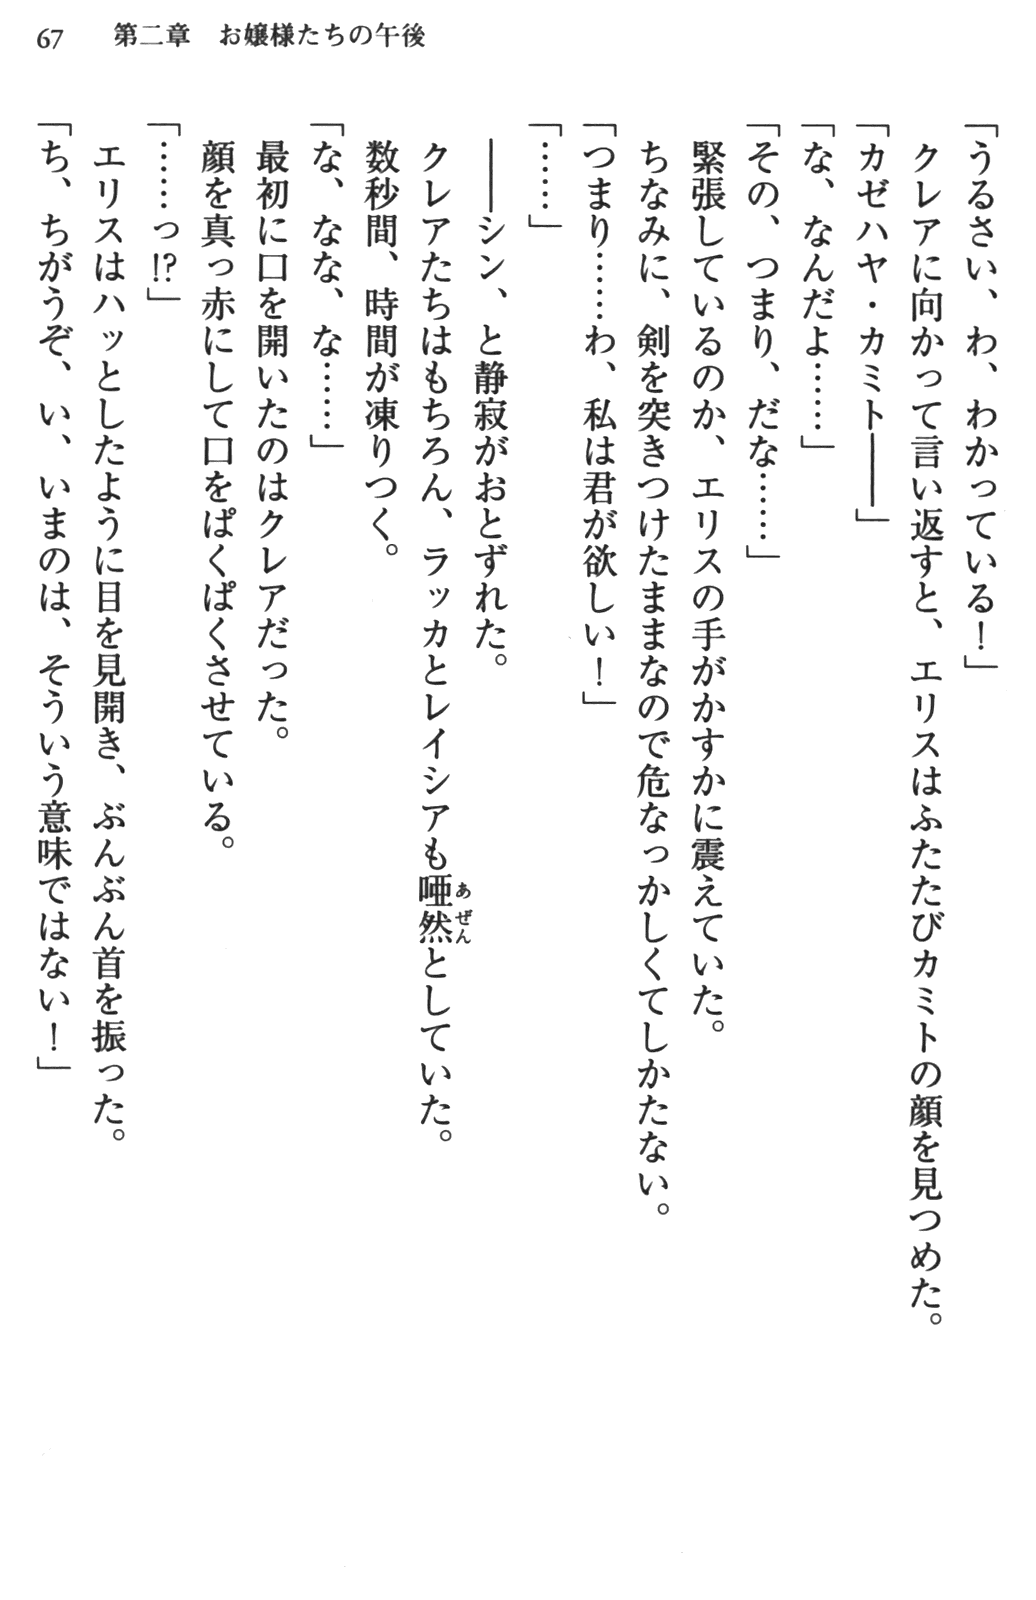 67　第二章　お嬢様たちの午後
「うるさい、わ、わかっている！」
　クレアに向かって言い返すと、エリスはふたたびカミトの顔を見つめた。
「カゼハヤ・カミト――」
「な、なんだよ……」
「その、つまり、だな……」
　緊張しているのか、エリスの手がかすかに震えていた。
　ちなみに、剣を突きつけたままなので危なっかしくてしかたない。
「つまり……わ、私は君が欲しい！」
「……」
　――シン、と静寂がおとずれた。
　クレアたちはもちろん、ラッカとレイシアも唖然としていた。
　数秒間、時間が凍りつく。
「な、なな、な……」
　最初に口を開いたのはクレアだった。
　顔を真っ赤にして口をぱくぱくさせている。
「……っ!?」
　エリスはハッとしたように目を見開き、ぶんぶん首を振った。
「ち、ちがうぞ、い、いまのは、そういう意味ではない！」